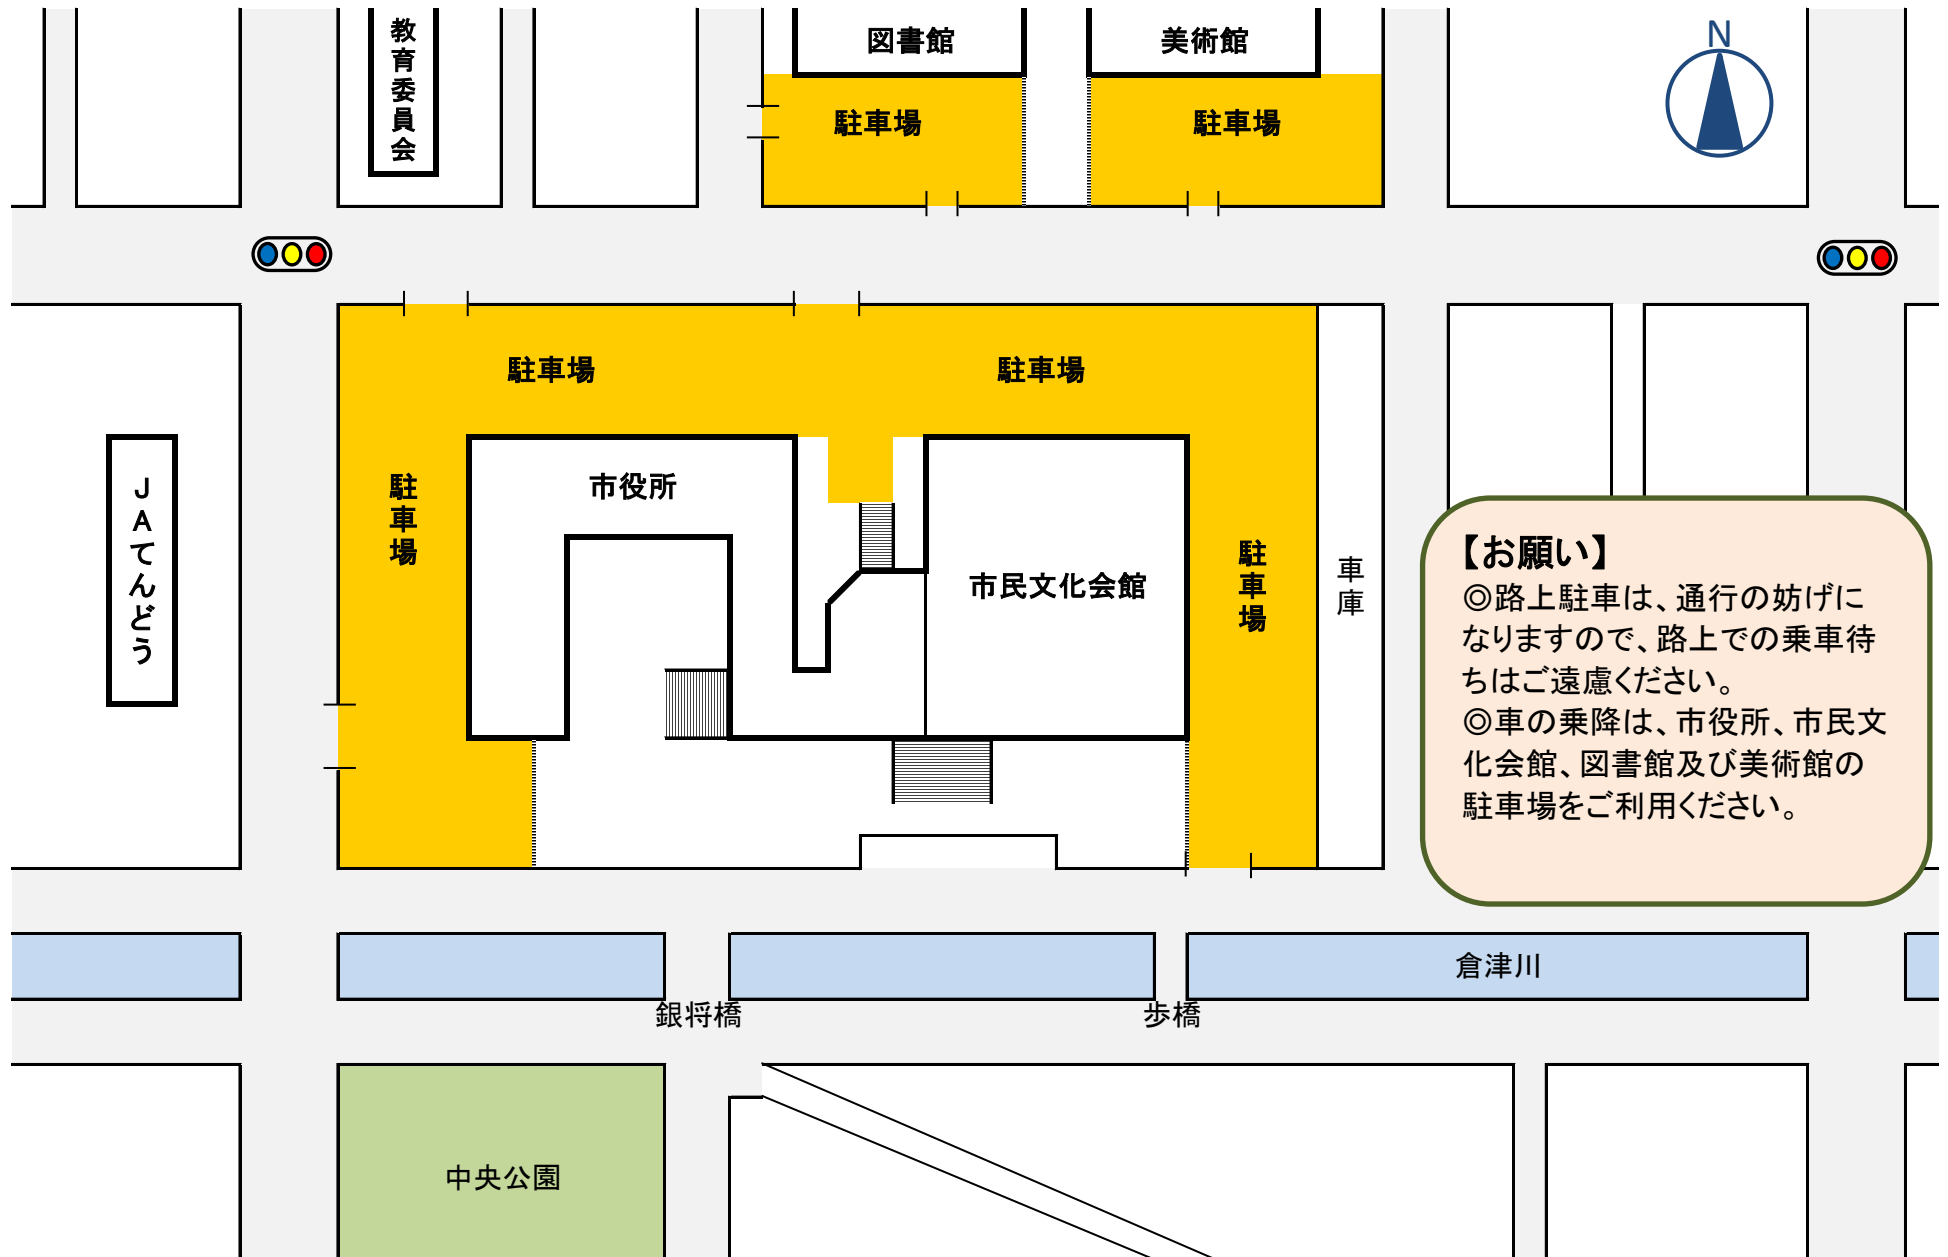 教育委員会
図書館
美術館
N
駐車場
駐車場
駐車場
駐車場
JAてんどう
駐車場
市役所
市民文化会館
駐車場
車庫
【お願い】
◎路上駐車は、通行の妨げに
なりますので、路上での乗車待
ちはご遠慮ください。
◎車の乗降は、市役所、市民文
化会館、図書館及び美術館の
駐車場をご利用ください。
倉津川
銀将橋
歩橋
中央公園